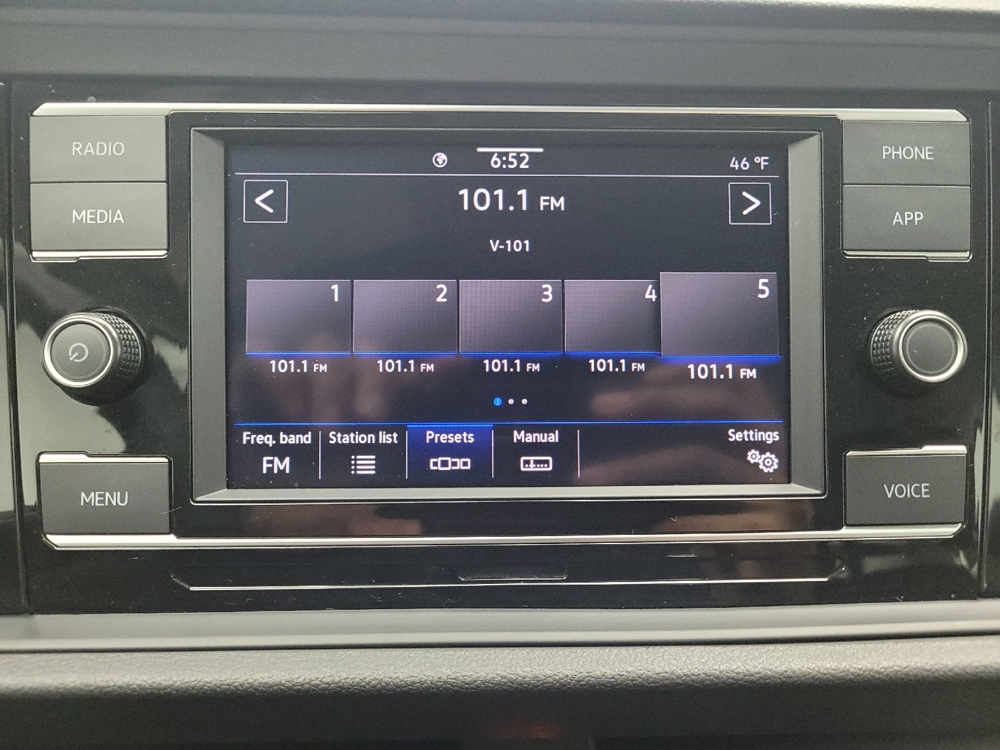 RADIO
MEDIA
MENU
6:52
46 °F
<
101.1 FM
>
V-101
1
2
3
4
5
101.1 FM
101.1 FM
101.1 FM
101.1 FM
101.1 FM
Freq. band
FM
Station list
Presets
Manual
Settings
PHONE
APP
VOICE